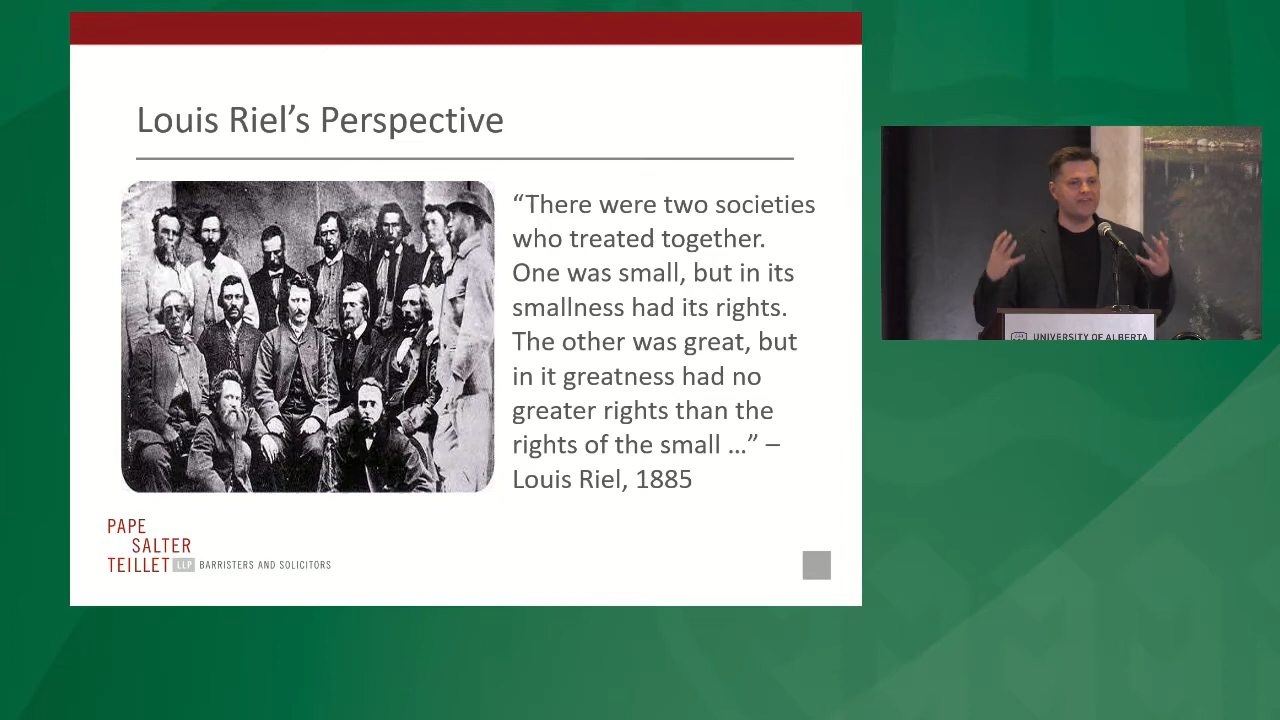 Louis Riel’s Perspective
“There were two societies
who treated together.
One was small, but in its
smallness had its rights.
The other was great, but
in it greatness had no
greater rights than the
rights of the small …” –
Louis Riel, 1885
PAPE
SALTER
TEILLET LLP BARRISTERS AND SOLICITORS
UNIVERSITY OF ALBERTA